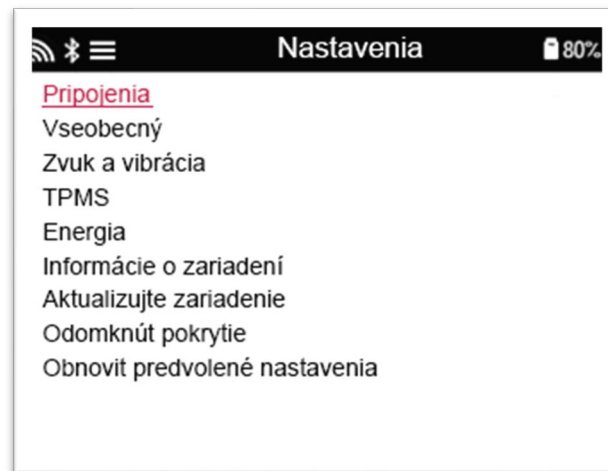 Nastavenia 80%
Pripojenia
Vseobecný
Zvuk a vibrácia
TPMS
Energia
Informácie o zariadení
Aktualizujte zariadenie
Odomknút pokrytie
Obnovit predvolené nastavenia